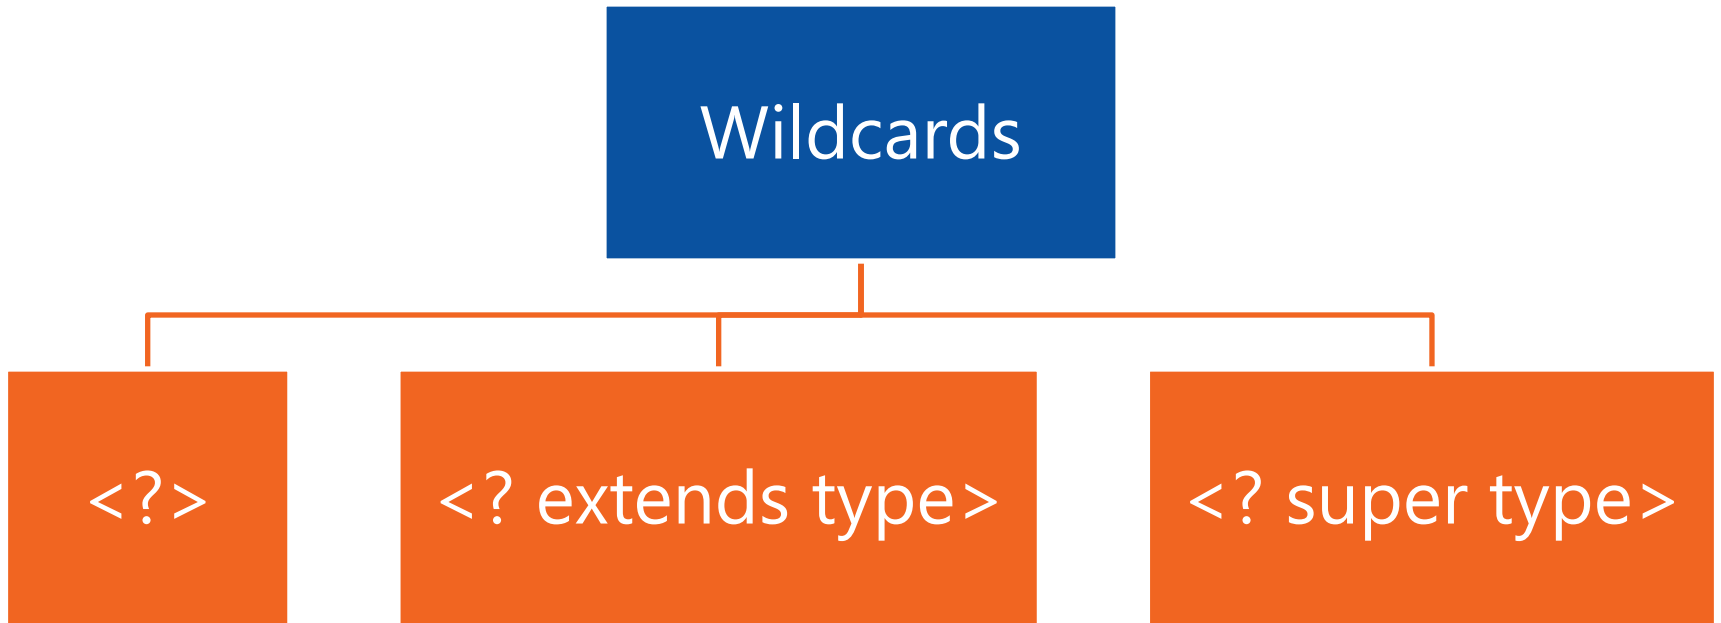 Wildcards
<?>
<? extends type>
<? super type>